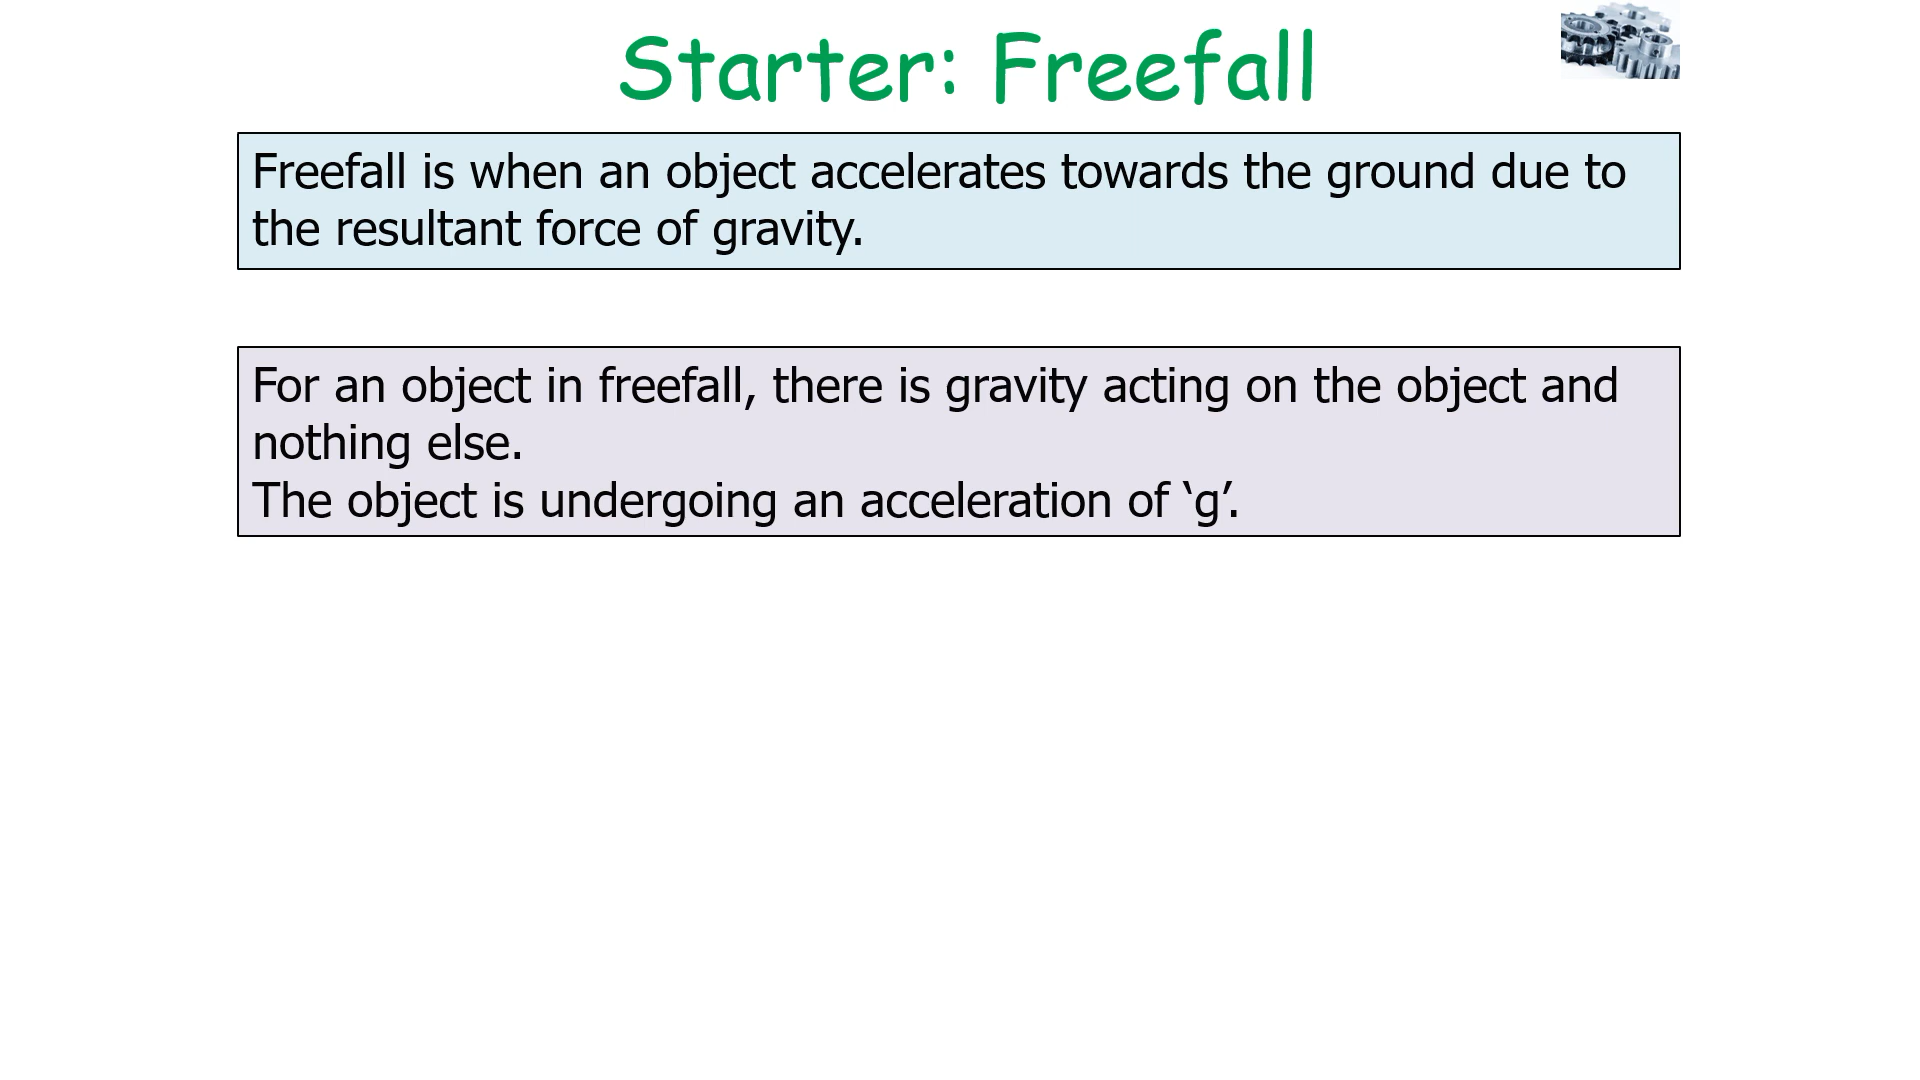 Starter: Freefall
Freefall is when an object accelerates towards the ground due to
the resultant force of gravity.
For an object in freefall, there is gravity acting on the object and
nothing else.
The object is undergoing an acceleration of ‘g’.